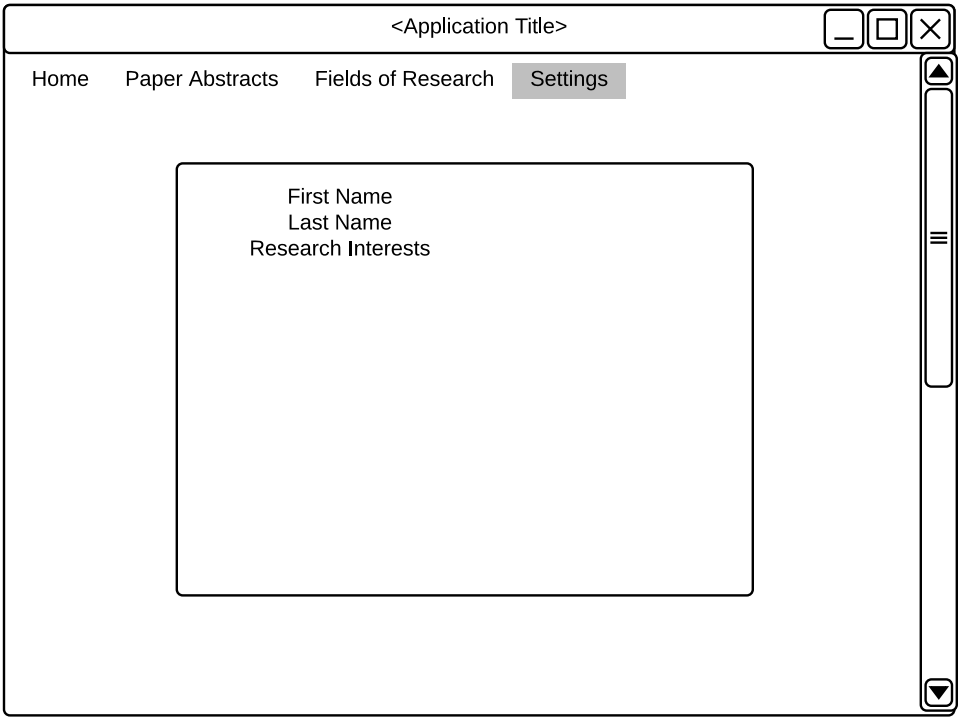 <Application Title>
Home Paper Abstracts Fields of Research Settings
First Name
Last Name
Research Interests